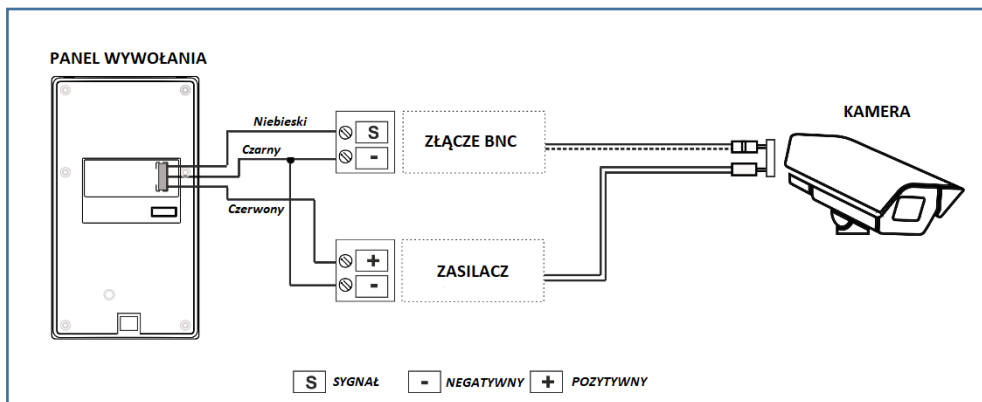 PANEL WYWOŁANIA
KAMERA
Niebieski
Czarny
Czerwony
S
-
ZŁĄCZE BNC
+
-
ZASILACZ
S SYGNAŁ - NEGATYWNY + POZYTYWNY